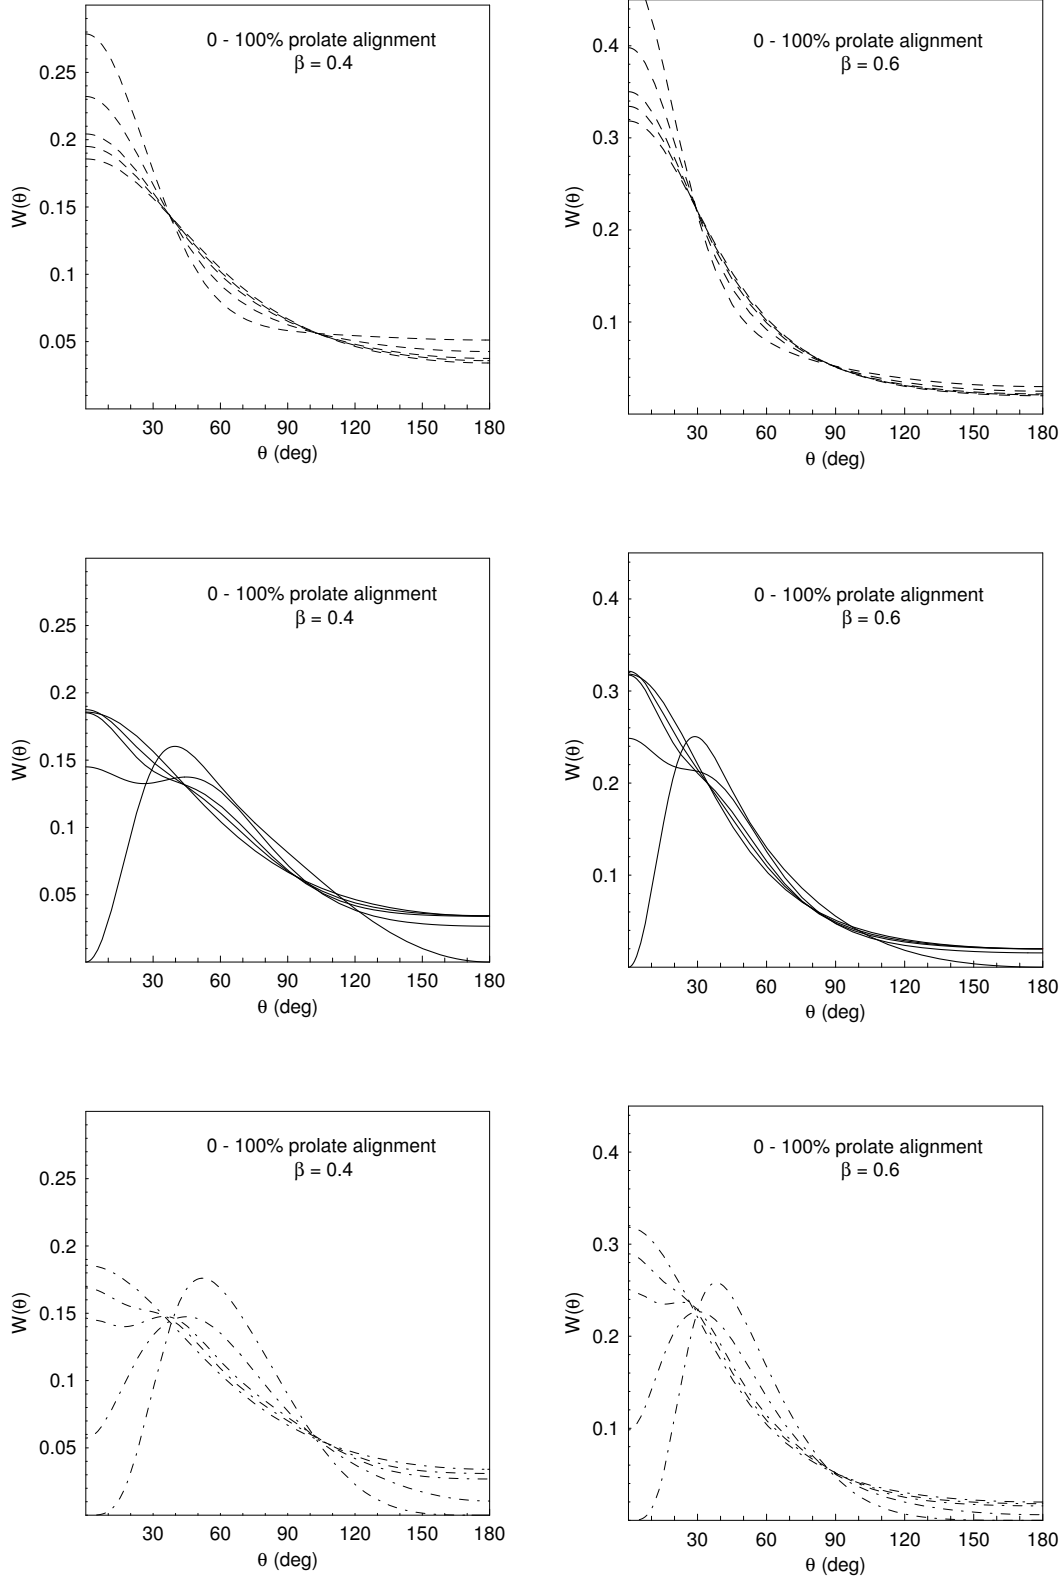 0 - 100% prolate alignment
β = 0.4
0.25
0.2
0.15
0.1
0.05
W(θ)
30 60 90 120 150 180
θ (deg)
0 - 100% prolate alignment
β = 0.6
0.4
0.3
0.2
0.1
W(θ)
30 60 90 120 150 180
θ (deg)
0 - 100% prolate alignment
β = 0.4
0.25
0.2
0.15
0.1
0.05
W(θ)
30 60 90 120 150 180
θ (deg)
0 - 100% prolate alignment
β = 0.6
0.4
0.3
0.2
0.1
W(θ)
30 60 90 120 150 180
θ (deg)
0 - 100% prolate alignment
β = 0.4
0.25
0.2
0.15
0.1
0.05
W(θ)
30 60 90 120 150 180
θ (deg)
0 - 100% prolate alignment
β = 0.6
0.4
0.3
0.2
0.1
W(θ)
30 60 90 120 150 180
θ (deg)